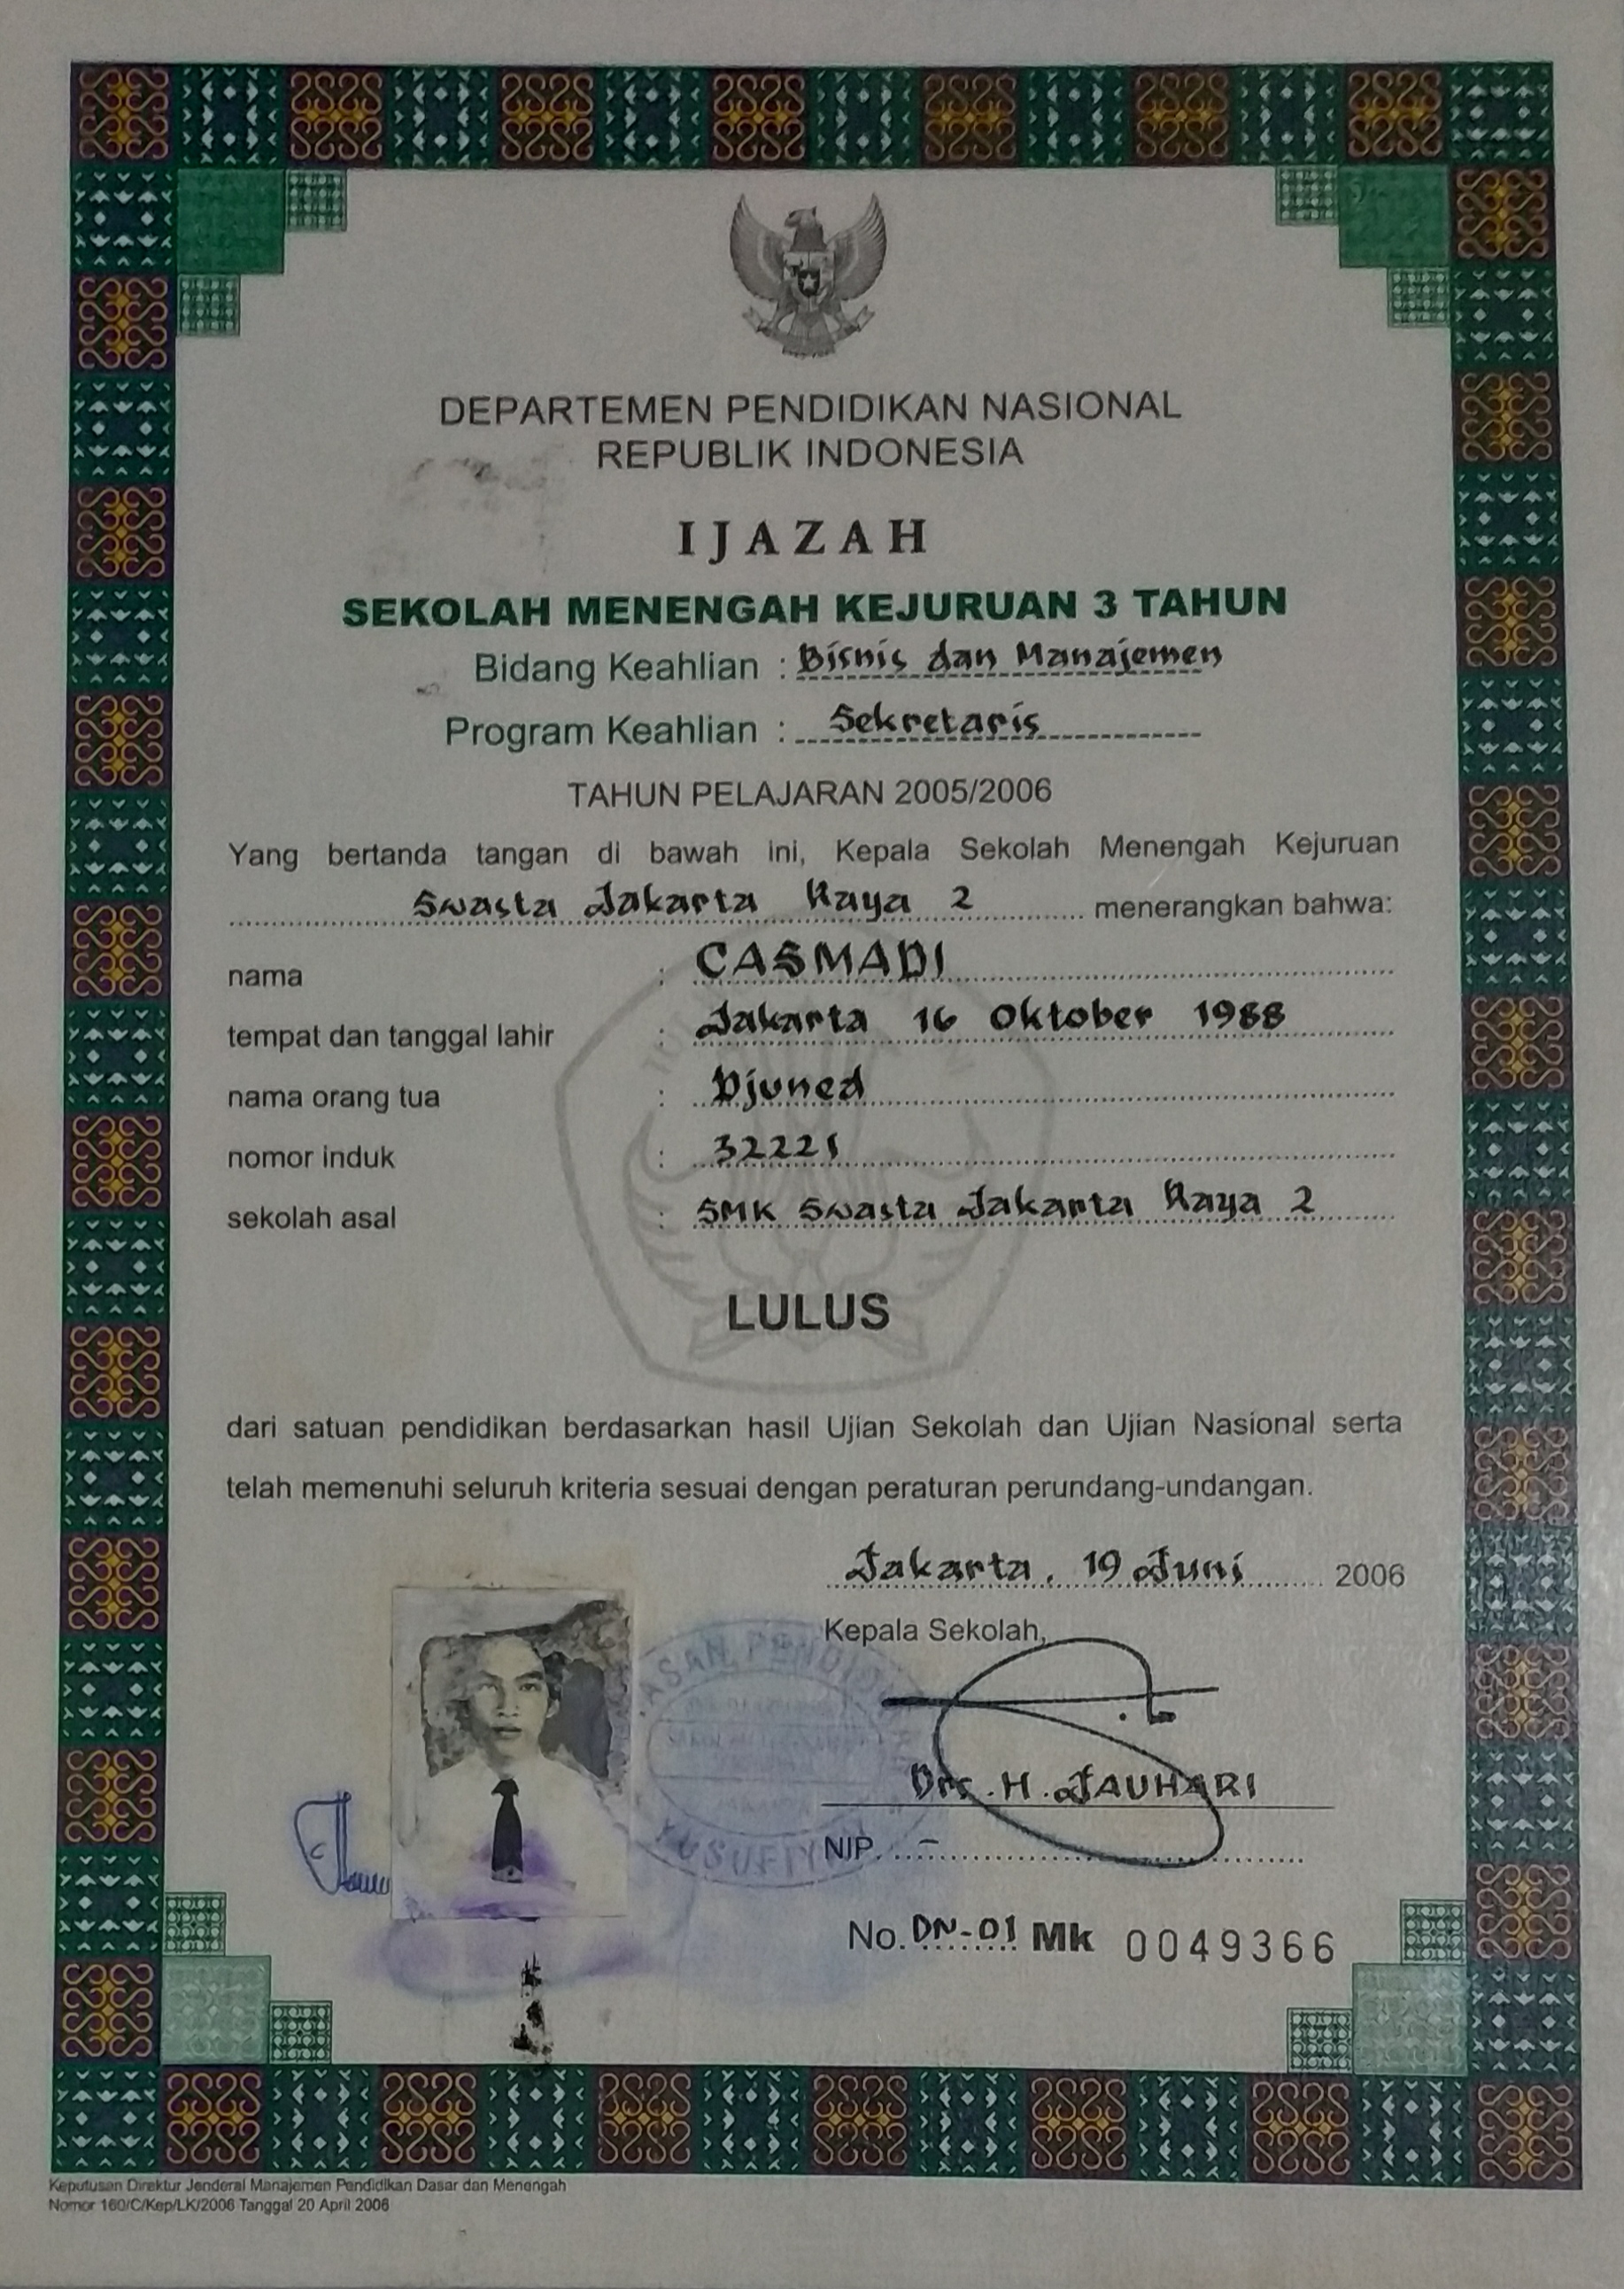 DEPARTEMEN PENDIDIKAN NASIONAL
REPUBLIK INDONESIA
IJAZAH
SEKOLAH MENENGAH KEJURUAN 3 TAHUN
Bidang Keahlian : Bisnis dan Manajemen
Program Keahlian : Sekretaris
TAHUN PELAJARAN 2005/2006
Yang bertanda tangan di bawah ini, Kepala Sekolah Menengah Kejuruan
Swasta Jakarta Raya 2 menerangkan bahwa:
nama : CASMADI
tempat dan tanggal lahir : Jakarta 16 Oktober 1988
nama orang tua : Djuned
nomor induk : 32221
sekolah asal : SMK Swasta Jakarta Raya 2
LULUS
dari satuan pendidikan berdasarkan hasil Ujian Sekolah dan Ujian Nasional serta
telah memenuhi seluruh kriteria sesuai dengan peraturan perundang-undangan.
Jakarta, 19 Juni 2006
Kepala Sekolah,
Drs. H. JAUHARI
NIP. -
No. DN-01 Mk 0049366
Keputusan Direktur Jenderal Manajemen Pendidikan Dasar dan Menengah
Nomor 160/C/Kep/LK/2006 Tanggal 20 April 2006